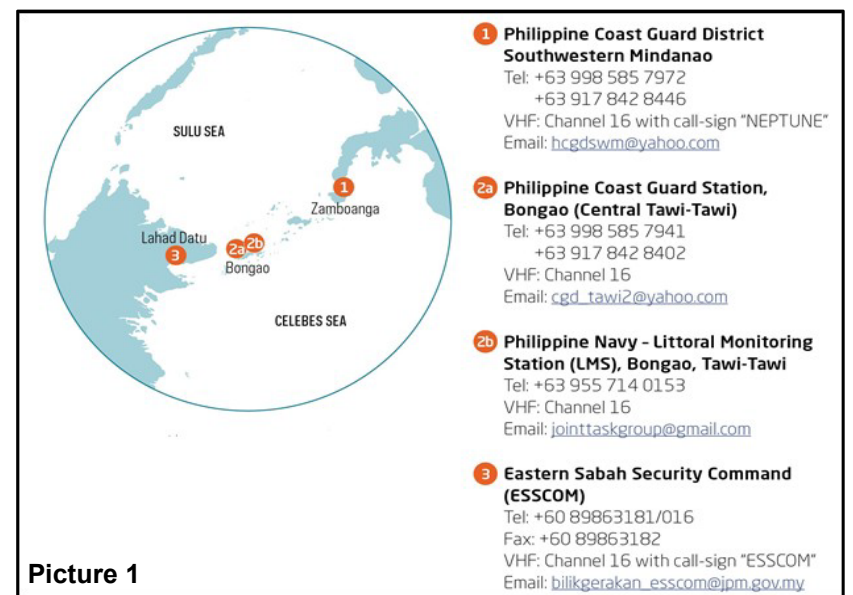 SULU SEA
1
Zamboanga
Lahad Datu
3
2a
2b
Bongao
CELEBES SEA
Picture 1
1 Philippine Coast Guard District
Southwestern Mindanao
Tel: +63 998 585 7972
+63 917 842 8446
VHF: Channel 16 with call-sign "NEPTUNE"
Email: hcgdswm@yahoo.com
2a Philippine Coast Guard Station,
Bongao (Central Tawi-Tawi)
Tel: +63 998 585 7941
+63 917 842 8402
VHF: Channel 16
Email: cgd_tawi2@yahoo.com
2b Philippine Navy – Littoral Monitoring
Station (LMS), Bongao, Tawi-Tawi
Tel: +63 955 714 0153
VHF: Channel 16
Email: jointtaskgroup@gmail.com
3 Eastern Sabah Security Command
(ESSCOM)
Tel: +60 89863181/016
Fax: +60 89863182
VHF: Channel 16 with call-sign "ESSCOM"
Email: bilikgerakan_esscom@jpm.gov.my